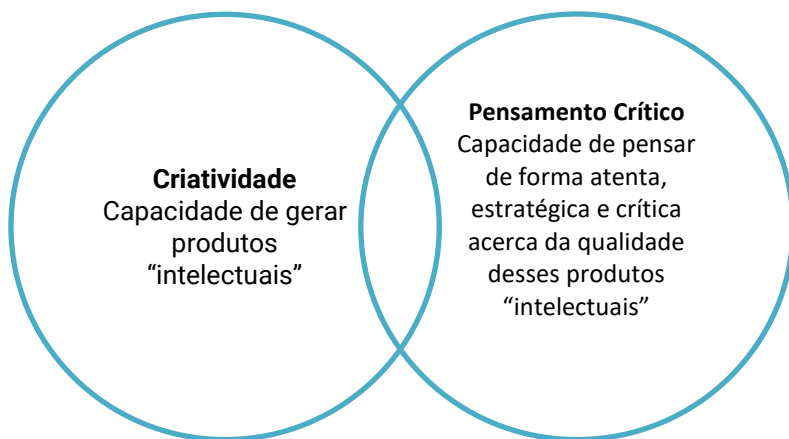 Criatividade
Capacidade de gerar
produtos
“intelectuais”
Pensamento Crítico
Capacidade de pensar
de forma atenta,
estratégica e crítica
acerca da qualidade
desses produtos
“intelectuais”